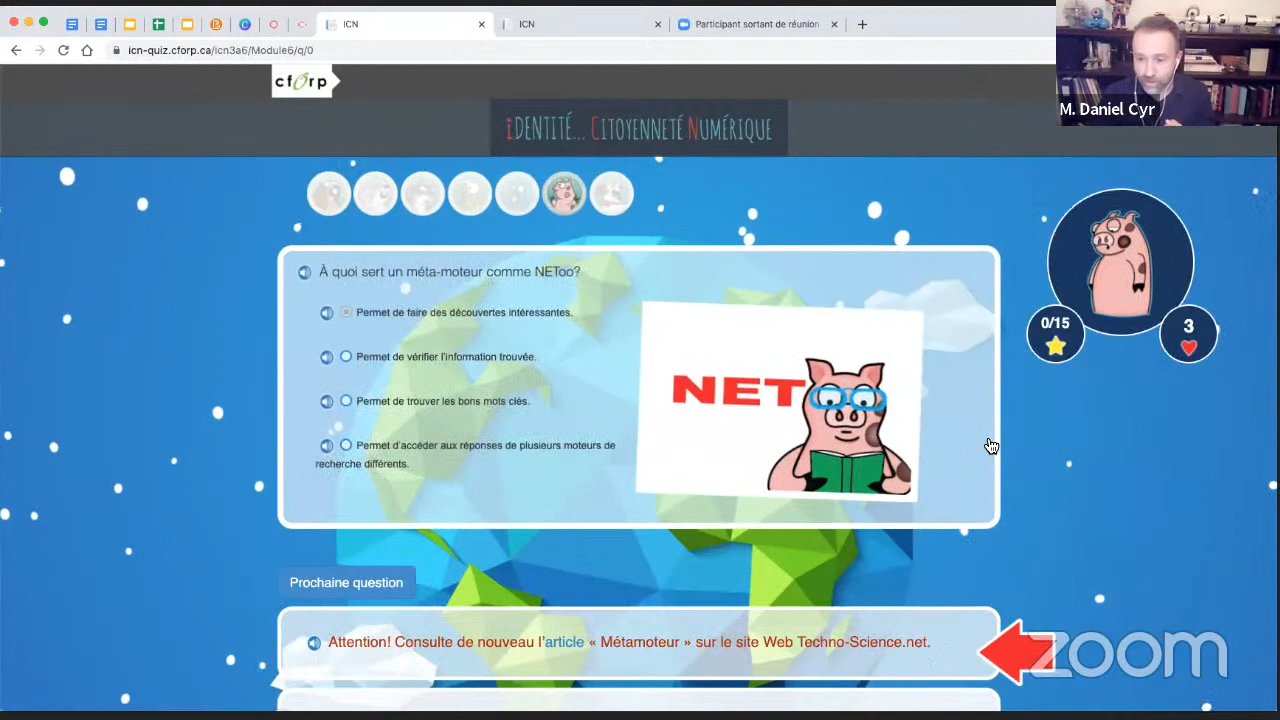 ICN
ICN
Participant sortant de réunion
icn-quiz.cforp.ca/icn3a6/Module6/q/0
M. Daniel Cyr
cforp
iDENTITÉ... CITOYENNETÉ NUMÉRIQUE
À quoi sert un méta-moteur comme NEToo?
Permet de faire des découvertes intéressantes.
Permet de vérifier l'information trouvée.
Permet de trouver les bons mots clés.
Permet d'accéder aux réponses de plusieurs moteurs de
recherche différents.
NET
0/15
3
Prochaine question
Attention! Consulte de nouveau l'article « Métamoteur » sur le site Web Techno-Science.net.
zoom